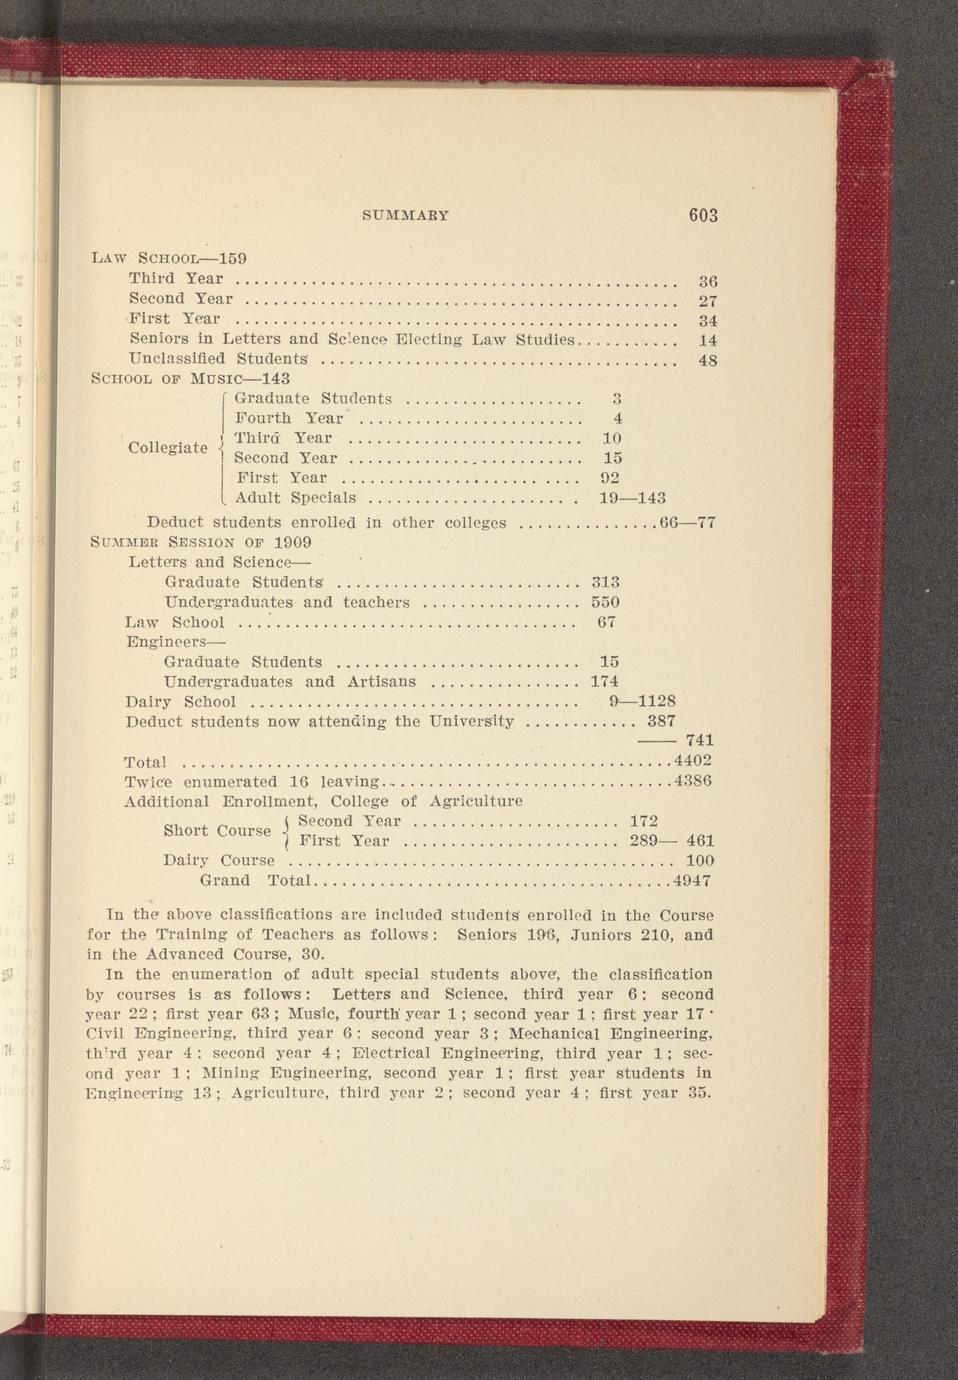 SUMMARY 603
LAW SCHOOL—159
Third Year ................................................ 36
Second Year ............................................... 27
First Year ................................................ 34
Seniors in Letters and Science Electing Law Studies........... 14
Unclassified Students ...................................... 48
SCHOOL OF MUSIC—143
Graduate Students ................... 3
Fourth Year ........................ 4
Third Year ......................... 10
Collegiate
Second Year ......................... 15
First Year ......................... 92
Adult Specials ...................... 19—143
Deduct students enrolled in other colleges ...............66—77
SUMMER SESSION OF 1909
Letters and Science—
Graduate Students .......................... 313
Undergraduates and teachers ................. 550
Law School .................................... 67
Engineers—
Graduate Students .......................... 15
Undergraduates and Artisans ................ 174
Dairy School ................................... 9—1128
Deduct students now attending the University ............ 387
—— 741
Total ....................................................4402
Twice enumerated 16 leaving...............................4386
Additional Enrollment, College of Agriculture
Second Year ...................... 172
Short Course
First Year ....................... 289— 461
Dairy Course ......................................... 100
Grand Total......................................4947
In the above classifications are included students enrolled in the Course
for the Training of Teachers as follows: Seniors 196, Juniors 210, and
in the Advanced Course, 30.
In the enumeration of adult special students above, the classification
by courses is as follows: Letters and Science, third year 6; second
year 22; first year 63; Music, fourth year 1; second year 1; first year 17·
Civil Engineering, third year 6: second year 3; Mechanical Engineering,
third year 4: second year 4; Electrical Engineering, third year 1; sec-
ond year 1; Mining Engineering, second year 1; first year students in
Engineering 13; Agriculture, third year 2; second year 4; first year 35.